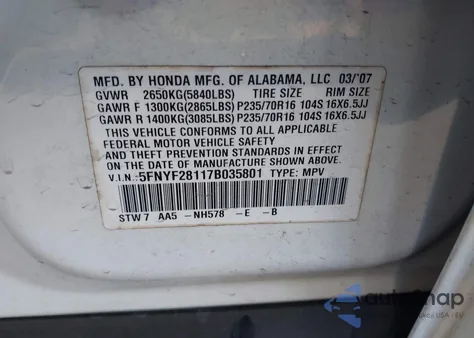 MFD. BY HONDA MFG. OF ALABAMA, LLC 03/'07
GVWR 2650KG(5840LBS) TIRE SIZE RIM SIZE
GAWR F 1300KG(2865LBS)P235/70R16 104S 16X6.5JJ
GAWR R 1400KG(3085LBS)P235/70R16 104S 16X6.5JJ
THIS VEHICLE CONFORMS TO ALL APPLICABLE
FEDERAL MOTOR VEHICLE SAFETY
AND THEFT PREVENTION STANDARDS IN EFFECT
ON THE DATE OF MANUFACTURE SHOWN ABOVE.
V.I.N.:5FNYF28117B035801 TYPE: MPV
STW7 AA5 -NH578 -E -B